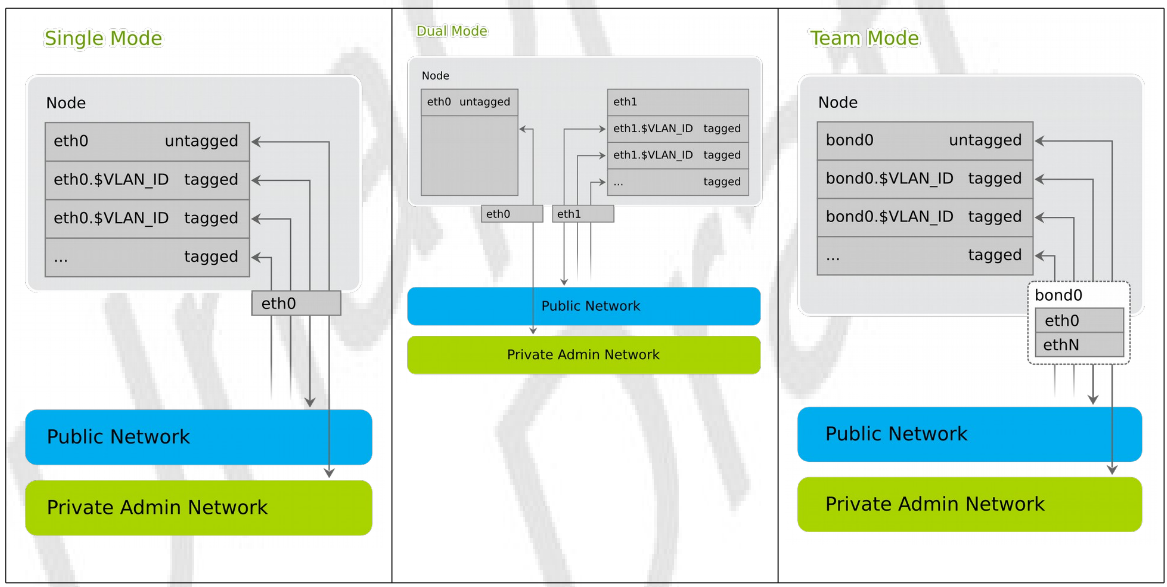 Single Mode
Node
eth0 untagged
eth0.$VLAN_ID tagged
eth0.$VLAN_ID tagged
... tagged
eth0
Public Network
Private Admin Network
Dual Mode
Node
eth0 untagged
eth1
eth1.$VLAN_ID tagged
eth1.$VLAN_ID tagged
... tagged
eth0
eth1
Public Network
Private Admin Network
Team Mode
Node
bond0 untagged
bond0.$VLAN_ID tagged
bond0.$VLAN_ID tagged
... tagged
bond0
eth0
ethN
Public Network
Private Admin Network